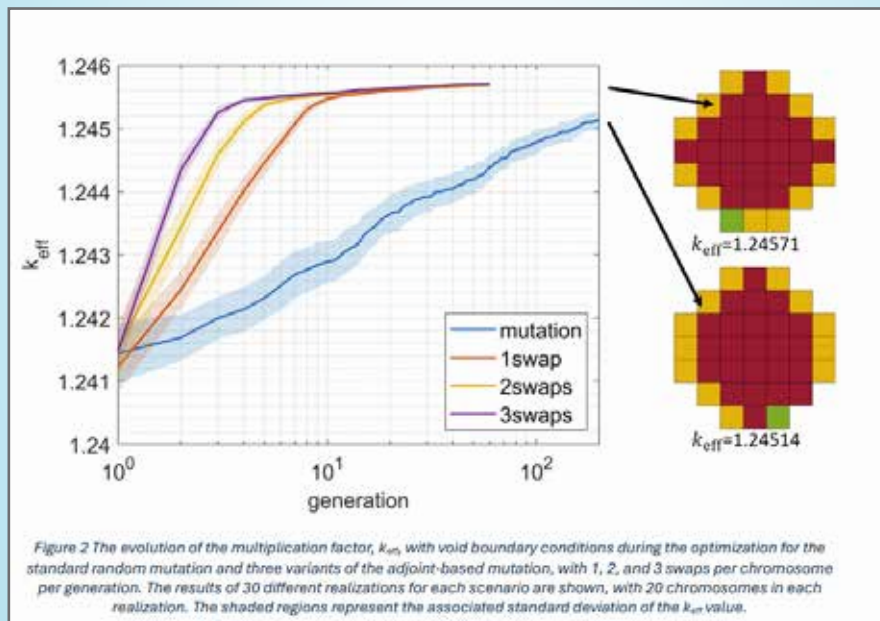 1.246
1.245
1.244
1.243
1.242
1.241
1.24
k_eff
10^0
10^1
10^2
generation
mutation
1swap
2swaps
3swaps
k_eff=1.24571
k_eff=1.24514
Figure 2 The evolution of the multiplication factor, k_eff, with void boundary conditions during the optimization for the
standard random mutation and three variants of the adjoint-based mutation, with 1, 2, and 3 swaps per chromosome
per generation. The results of 30 different realizations for each scenario are shown, with 20 chromosomes in each
realization. The shaded regions represent the associated standard deviation of the k_eff value.